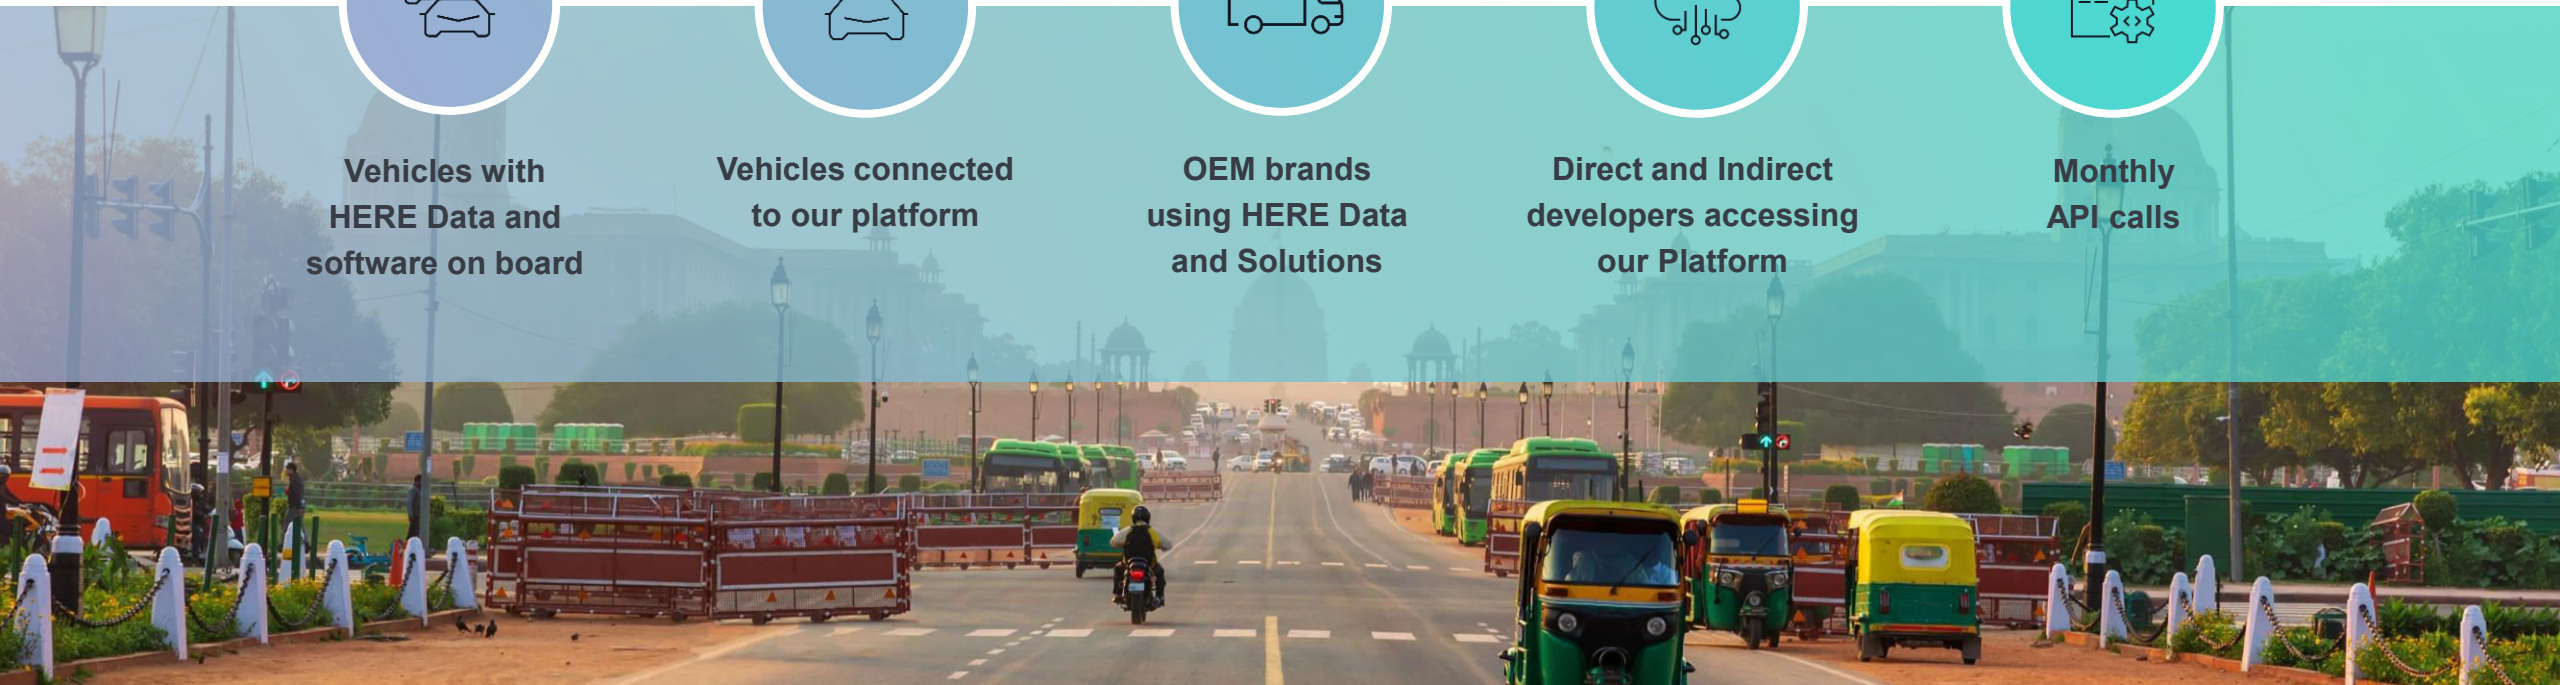 Vehicles with
HERE Data and
software on board
Vehicles connected
to our platform
OEM brands
using HERE Data
and Solutions
Direct and Indirect
developers accessing
our Platform
Monthly
API calls